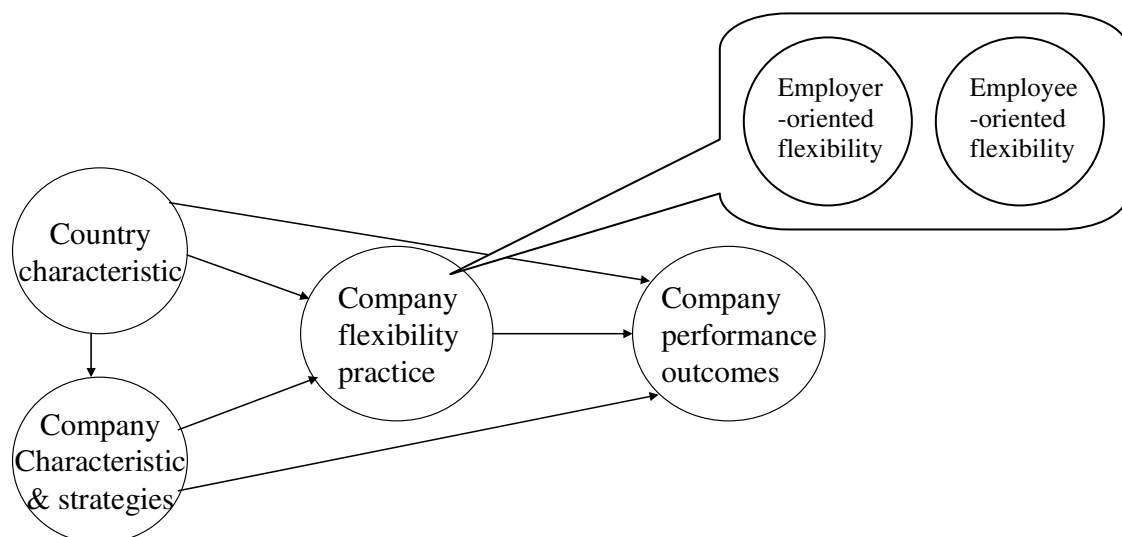 Employer
-oriented
flexibility
Employee
-oriented
flexibility
Country
characteristic
Company
flexibility
practice
Company
performance
outcomes
Company
Characteristic
& strategies